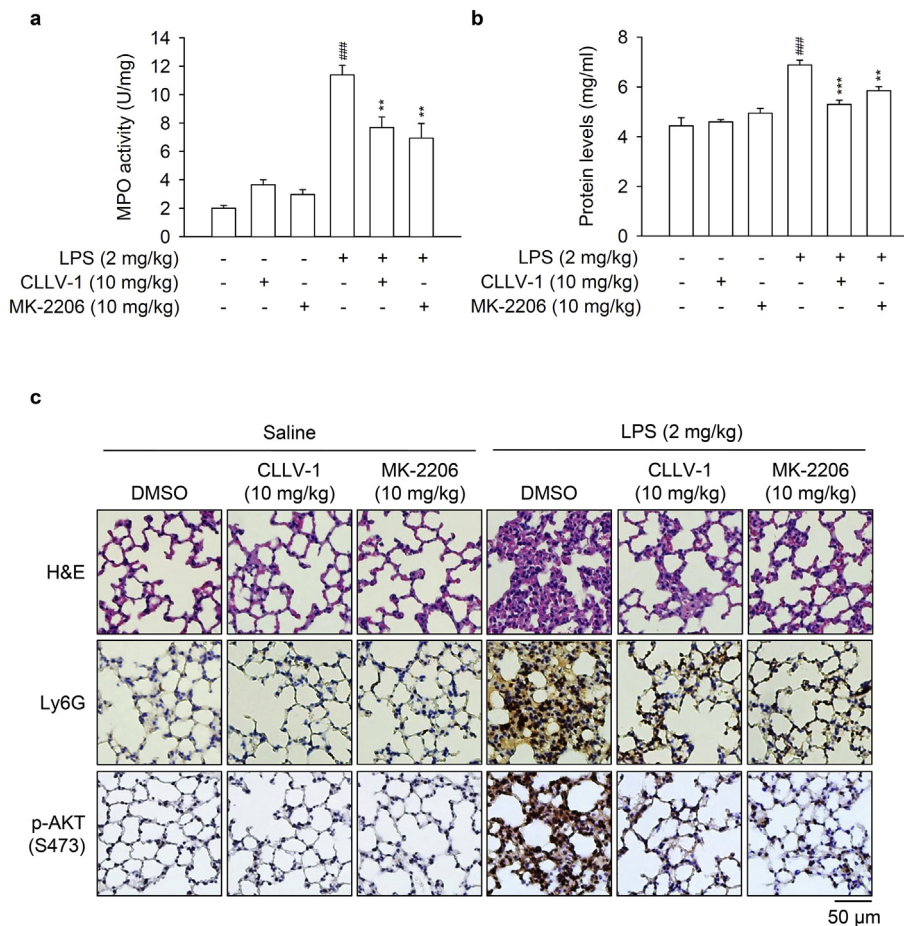 a
MPO activity (U/mg)
14
12
10
8
6
4
2
0
###
**
**
LPS (2 mg/kg) - - - + + +
CLLV-1 (10 mg/kg) - + - - + -
MK-2206 (10 mg/kg) - - + - - +
b
Protein levels (mg/ml)
8
6
4
2
0
###
***
**
LPS (2 mg/kg) - - - + + +
CLLV-1 (10 mg/kg) - + - - + -
MK-2206 (10 mg/kg) - - + - - +
c
Saline
LPS (2 mg/kg)
DMSO
CLLV-1
(10 mg/kg)
MK-2206
(10 mg/kg)
DMSO
CLLV-1
(10 mg/kg)
MK-2206
(10 mg/kg)
H&E
Ly6G
p-AKT
(S473)
50 µm